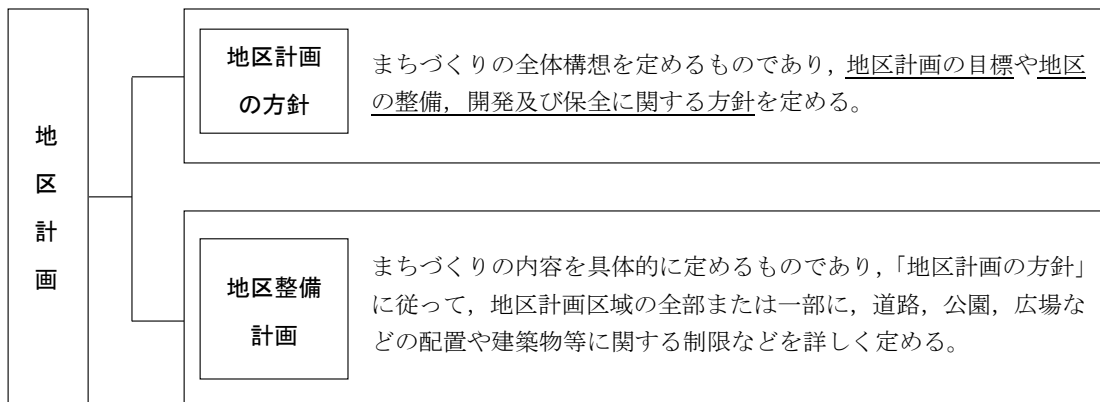 地区計画
地区計画
の方針
まちづくりの全体構想を定めるものであり，地区計画の目標や地区
の整備，開発及び保全に関する方針を定める。
地区整備
計画
まちづくりの内容を具体的に定めるものであり，「地区計画の方針」
に従って，地区計画区域の全部または一部に，道路，公園，広場な
どの配置や建築物等に関する制限などを詳しく定める。